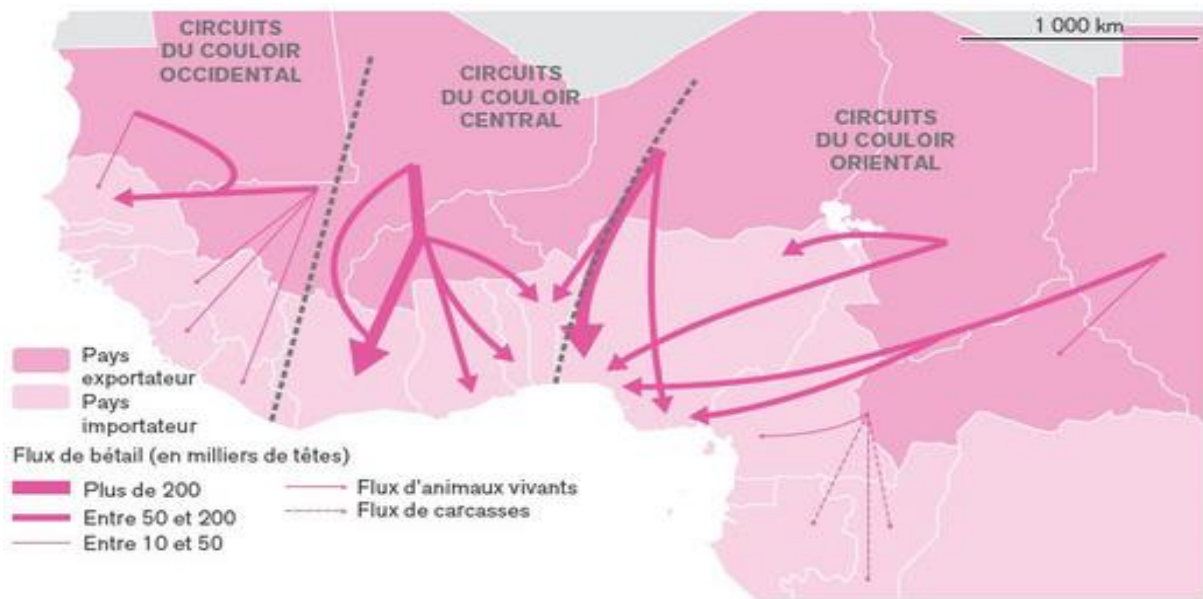 CIRCUITS
DU COULOIR
OCCIDENTAL
CIRCUITS
DU COULOIR
CENTRAL
1 000 km
CIRCUITS
DU COULOIR
ORIENTAL
Pays
exportateur
Pays
importateur
Flux de bétail (en milliers de têtes)
Plus de 200
Entre 50 et 200
Entre 10 et 50
Flux d'animaux vivants
Flux de carcasses